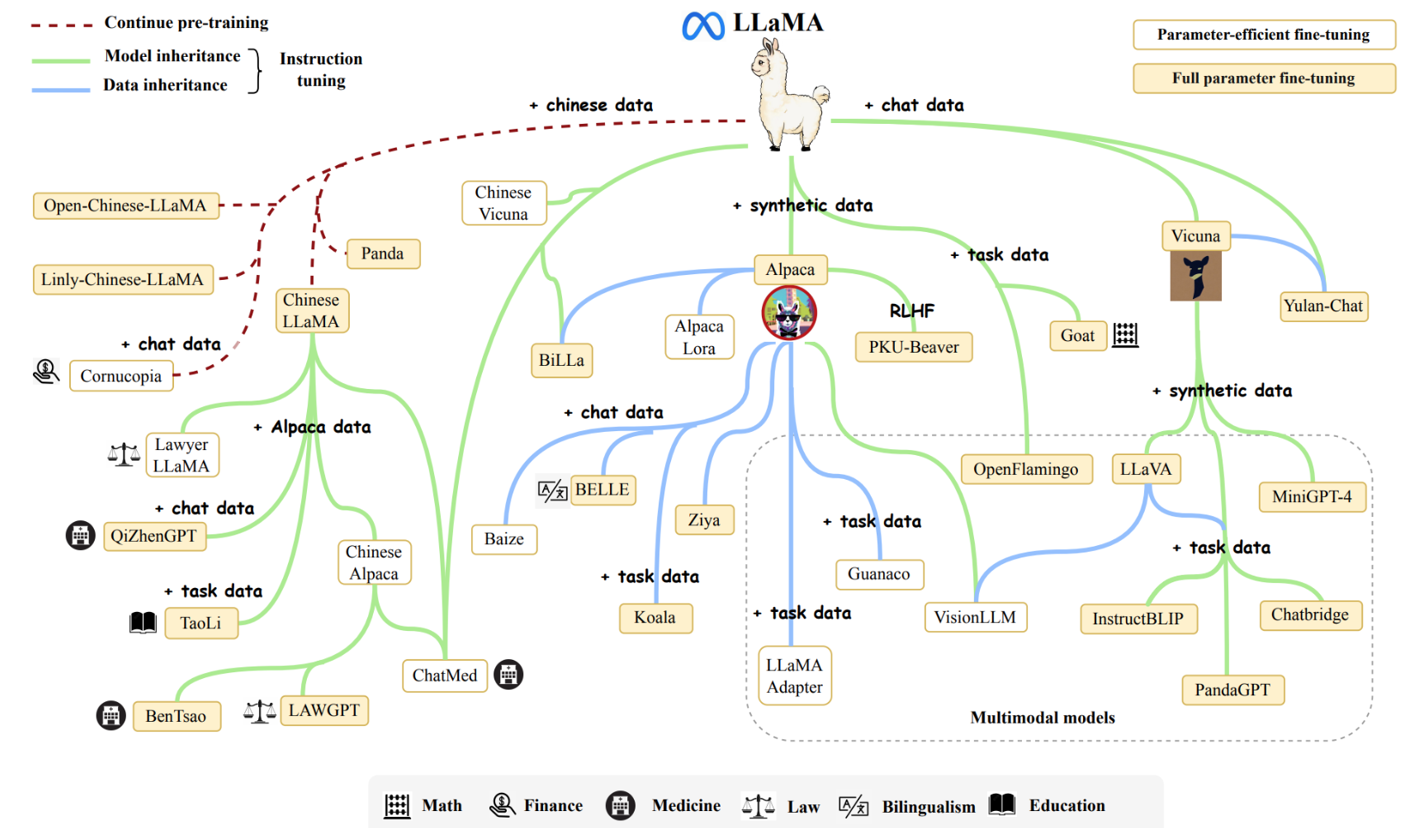 Continue pre-training
Model inheritance
Data inheritance
Instruction
tuning
LLaMA
Parameter-efficient fine-tuning
Full parameter fine-tuning
+ chinese data
+ chat data
Open-Chinese-LLaMA
Linly-Chinese-LLaMA
Panda
Chinese
LLaMA
+ chat data
Cornucopia
Chinese
Vicuna
+ synthetic data
Alpaca
+ task data
Vicuna
Yulan-Chat
BiLLa
Alpaca
Lora
RLHF
PKU-Beaver
Goat
+ synthetic data
Lawyer
LLaMA
+ Alpaca data
+ chat data
QiZhenGPT
Chinese
Alpaca
+ task data
TaoLi
BenTsao
LAWGPT
ChatMed
+ chat data
Baize
BELLE
Ziya
+ task data
Koala
+ task data
Guanaco
+ task data
LLaMA
Adapter
OpenFlamingo
LLaVA
MiniGPT-4
+ task data
VisionLLM
InstructBLIP
Chatbridge
PandaGPT
Multimodal models
Math
Finance
Medicine
Law
Bilingualism
Education